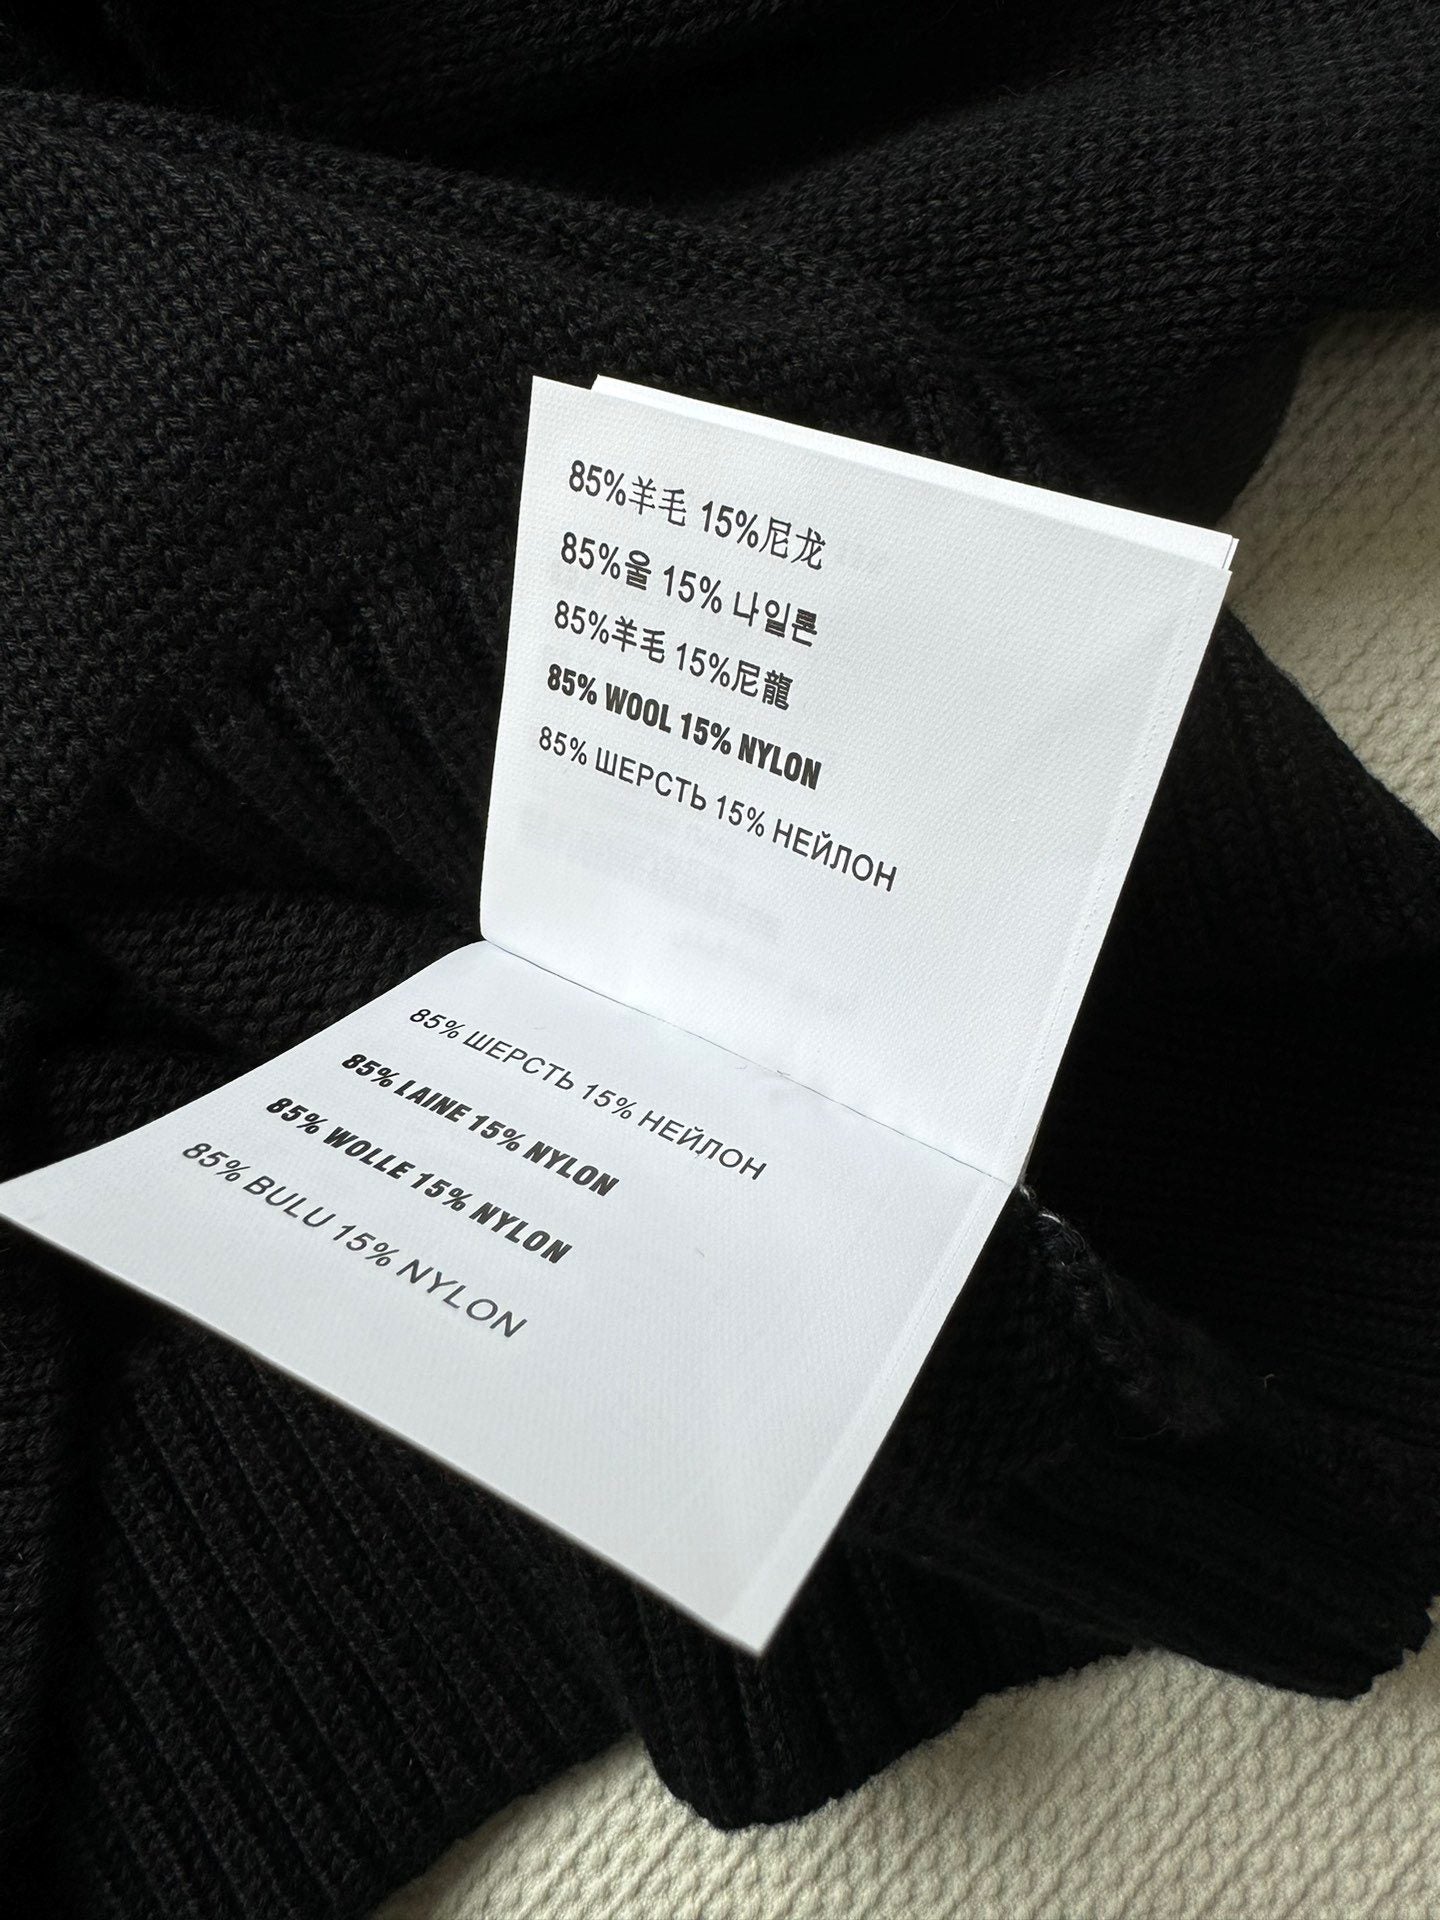 85%羊毛 15%尼龙
85%울 15% 나일론
85%羊毛 15%尼龍
85% WOOL 15% NYLON
85% ШЕРСТЬ 15% НЕЙЛОН
85% ШЕРСТЬ 15% НЕЙЛОН
85% LAINE 15% NYLON
85% WOLLE 15% NYLON
85% BULU 15% NYLON